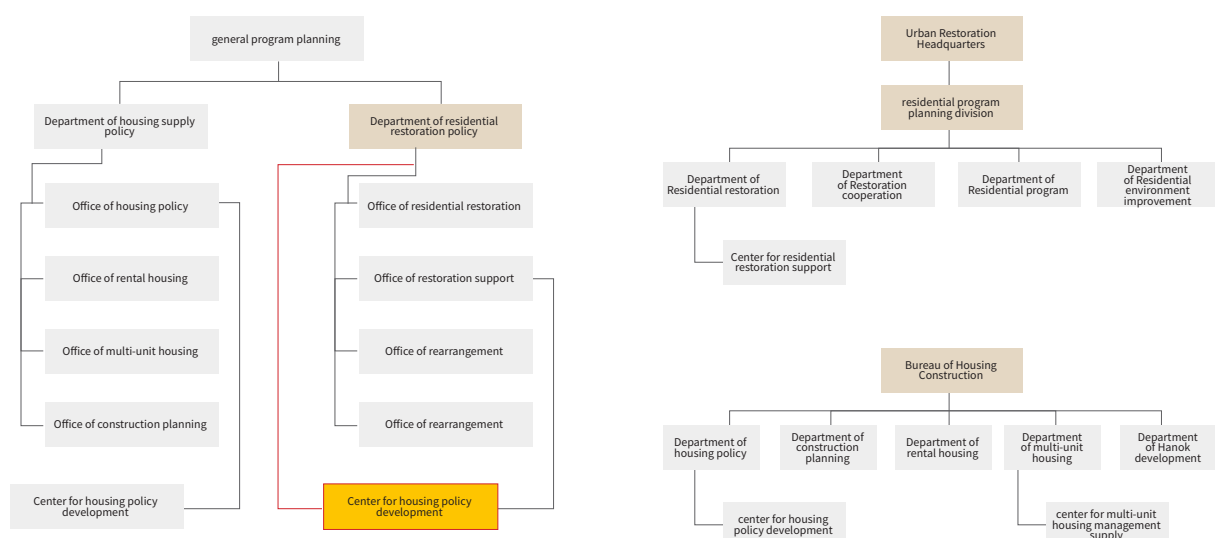 general program planning
Department of housing supply
policy
Department of residential
restoration policy
Office of housing policy
Office of rental housing
Office of multi-unit housing
Office of construction planning
Center for housing policy
development
Office of residential restoration
Office of restoration support
Office of rearrangement
Office of rearrangement
Center for housing policy
development
Urban Restoration
Headquarters
residential program
planning division
Department of
Residential restoration
Department
of Restoration
cooperation
Department of
Residential program
Department
of Residential
environment
improvement
Center for residential
restoration support
Bureau of Housing
Construction
Department of
housing policy
Department of
construction
planning
Department of
rental housing
Department
of multi-unit
housing
Department
of Hanok
development
center for housing
policy development
center for multi-unit
housing management
supply